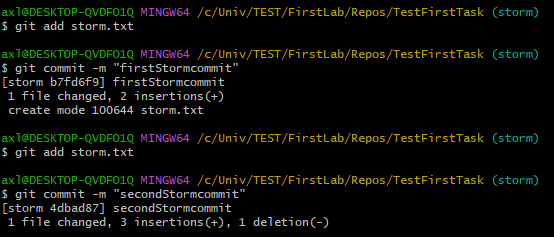 axl@DESKTOP-QVDFO1Q MINGW64 /c/Univ/TEST/FirstLab/Repos/TestFirstTask (storm)
$ git add storm.txt
axl@DESKTOP-QVDFO1Q MINGW64 /c/Univ/TEST/FirstLab/Repos/TestFirstTask (storm)
$ git commit -m "firstStormcommit"
[storm b7fd6f9] firstStormcommit
 1 file changed, 2 insertions(+)
 create mode 100644 storm.txt
axl@DESKTOP-QVDFO1Q MINGW64 /c/Univ/TEST/FirstLab/Repos/TestFirstTask (storm)
$ git add storm.txt
axl@DESKTOP-QVDFO1Q MINGW64 /c/Univ/TEST/FirstLab/Repos/TestFirstTask (storm)
$ git commit -m "secondStormcommit"
[storm 4dbad87] secondStormcommit
 1 file changed, 3 insertions(+), 1 deletion(-)